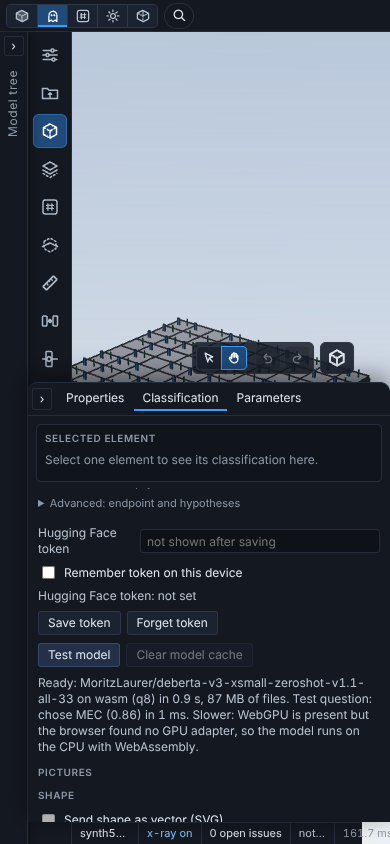 Model tree
Properties
Classification
Parameters
SELECTED ELEMENT
Select one element to see its classification here.
Advanced: endpoint and hypotheses
Hugging Face
token
not shown after saving
Remember token on this device
Hugging Face token: not set
Save token
Forget token
Test model
Clear model cache
Ready: MoritzLaurer/deberta-v3-xsmall-zeroshot-v1.1-
all-33 on wasm (q8) in 0.9 s, 87 MB of files. Test question:
chose MEC (0.86) in 1 ms. Slower: WebGPU is present but
the browser found no GPU adapter, so the model runs on
the CPU with WebAssembly.
PICTURES
SHAPE
Send shape as vector (SVG)
synth5...
x-ray on
0 open issues
not...
161.7 ms